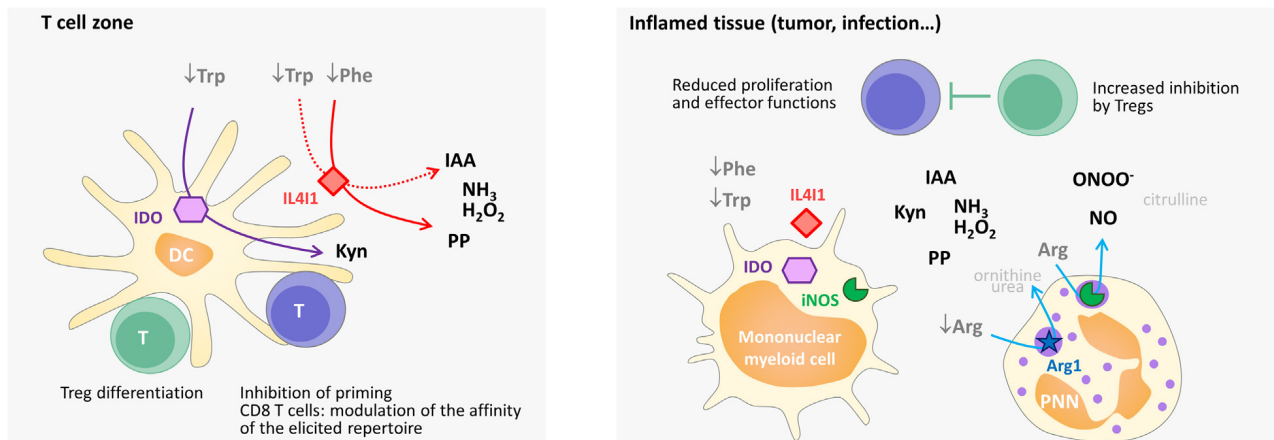 T cell zone
↓Trp
↓Trp ↓Phe
IAA
NH3
H2O2
IL4I1
IDO
PP
Kyn
DC
T
T
Treg differentiation
Inhibition of priming
CD8 T cells: modulation of the affinity
of the elicited repertoire
Inflamed tissue (tumor, infection…)
Reduced proliferation
and effector functions
Increased inhibition
by Tregs
↓Phe
↓Trp
IL4I1
IDO
iNOS
Mononuclear
myeloid cell
IAA
Kyn
NH3
H2O2
PP
ONOO-
citrulline
NO
Arg
ornithine
urea
↓Arg
Arg1
PNN